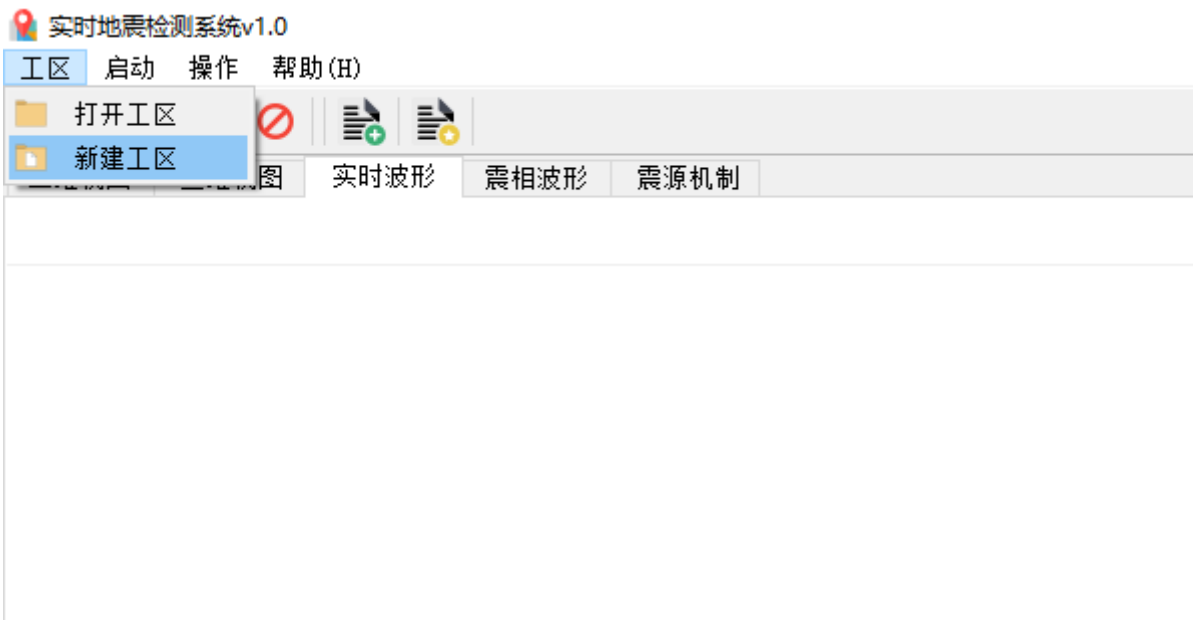 实时地震检测系统v1.0
工区 启动 操作 帮助(H)
打开工区
新建工区
图 实时波形 震相波形 震源机制